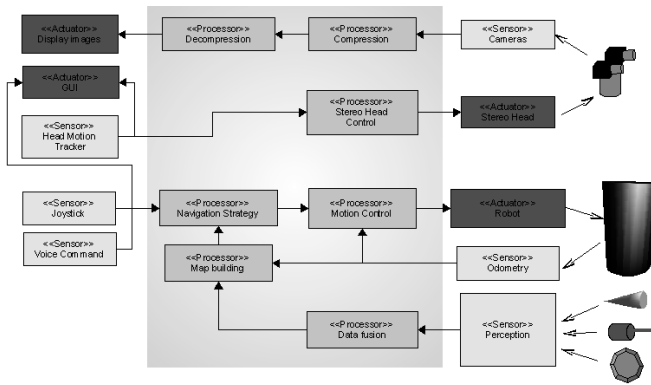 <<Actuator>>
Display images
<<Processor>>
Decompression
<<Processor>>
Compression
<<Sensor>>
Cameras
<<Actuator>>
GUI
<<Sensor>>
Head Motion
Tracker
<<Processor>>
Stereo Head
Control
<<Actuator>>
Stereo Head
<<Sensor>>
Joystick
<<Processor>>
Navigation Strategy
<<Processor>>
Motion Control
<<Actuator>>
Robot
<<Sensor>>
Voice Command
<<Processor>>
Map building
<<Sensor>>
Odometry
<<Processor>>
Data fusion
<<Sensor>>
Perception